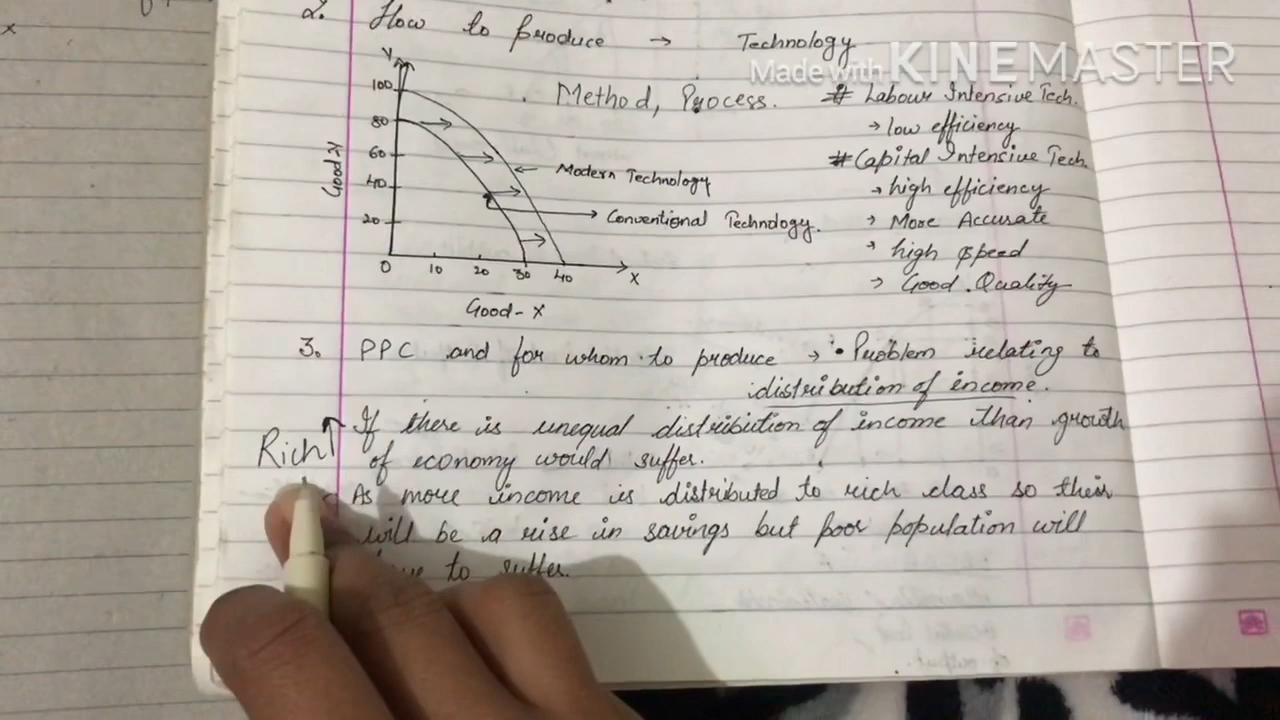 2. How to produce → Technology
Made with KINEMASTER
Method, Process.
# Labour Intensive Tech.
→ low efficiency
# Capital Intensive Tech.
→ high efficiency
→ More Accurate
→ high speed
→ Good Quality
Y
100
80
60
40
20
0
10
20
30
40
X
Good Y
Good - X
Modern Technology
Conventional Technology.
3. PPC and for whom to produce → • Problem relating to
distribution of income.
If there is unequal distribution of income than growth
of economy would suffer.
Rich↑
As more income is distributed to rich class so their
will be a rise in savings but poor population will
to suffer.